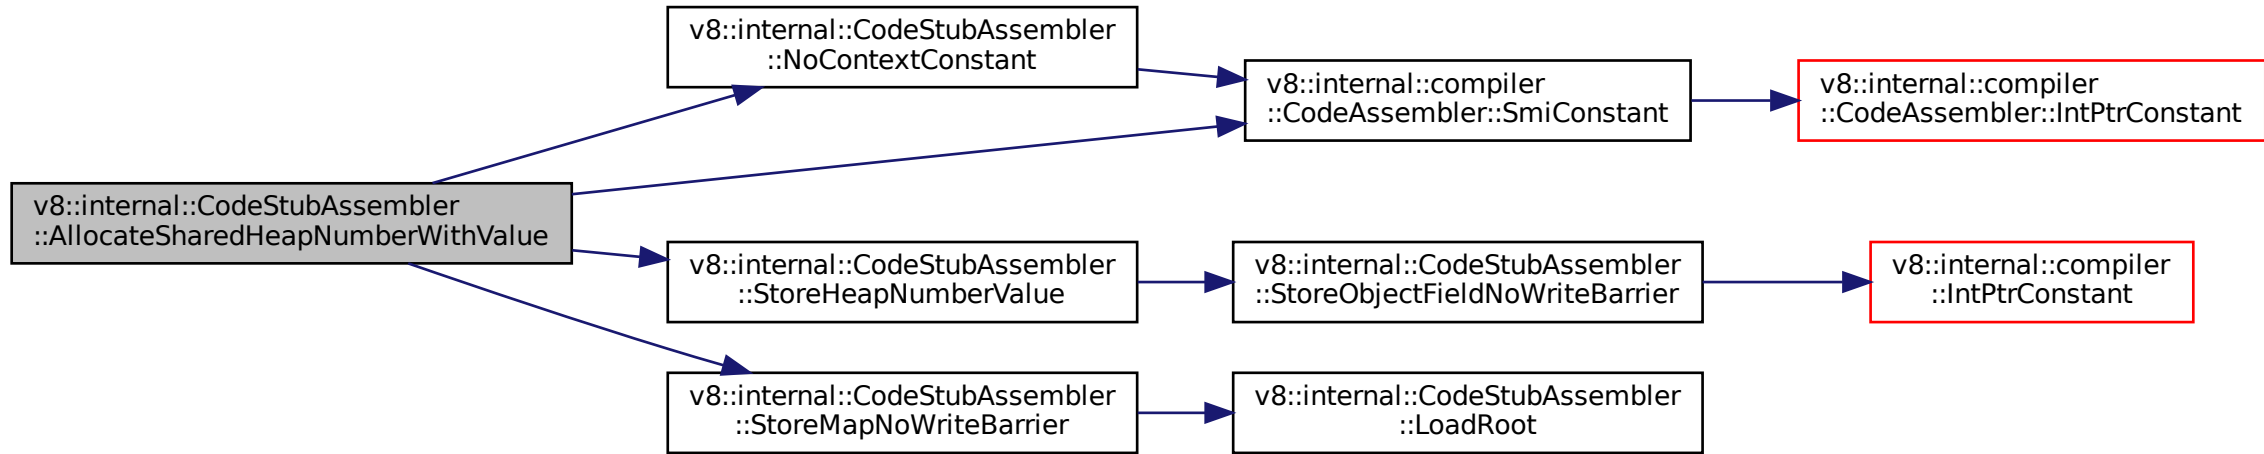 v8::internal::CodeStubAssembler
::AllocateSharedHeapNumberWithValue
v8::internal::CodeStubAssembler
::NoContextConstant
v8::internal::compiler
::CodeAssembler::SmiConstant
v8::internal::compiler
::CodeAssembler::IntPtrConstant
v8::internal::CodeStubAssembler
::StoreHeapNumberValue
v8::internal::CodeStubAssembler
::StoreObjectFieldNoWriteBarrier
v8::internal::compiler
::IntPtrConstant
v8::internal::CodeStubAssembler
::StoreMapNoWriteBarrier
v8::internal::CodeStubAssembler
::LoadRoot